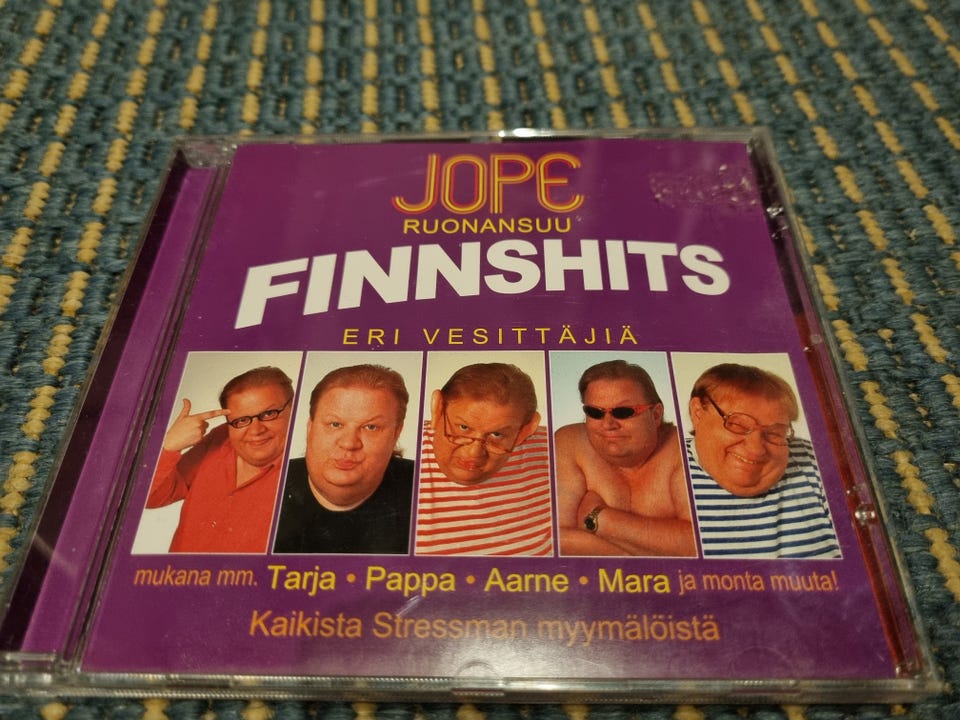 JOPE
RUONANSUU
FINNSHITS
ERI VESITTÄJIÄ
mukana mm. Tarja • Pappa • Aarne • Mara ja monta muuta!
Kaikista Stressman myymälöistä